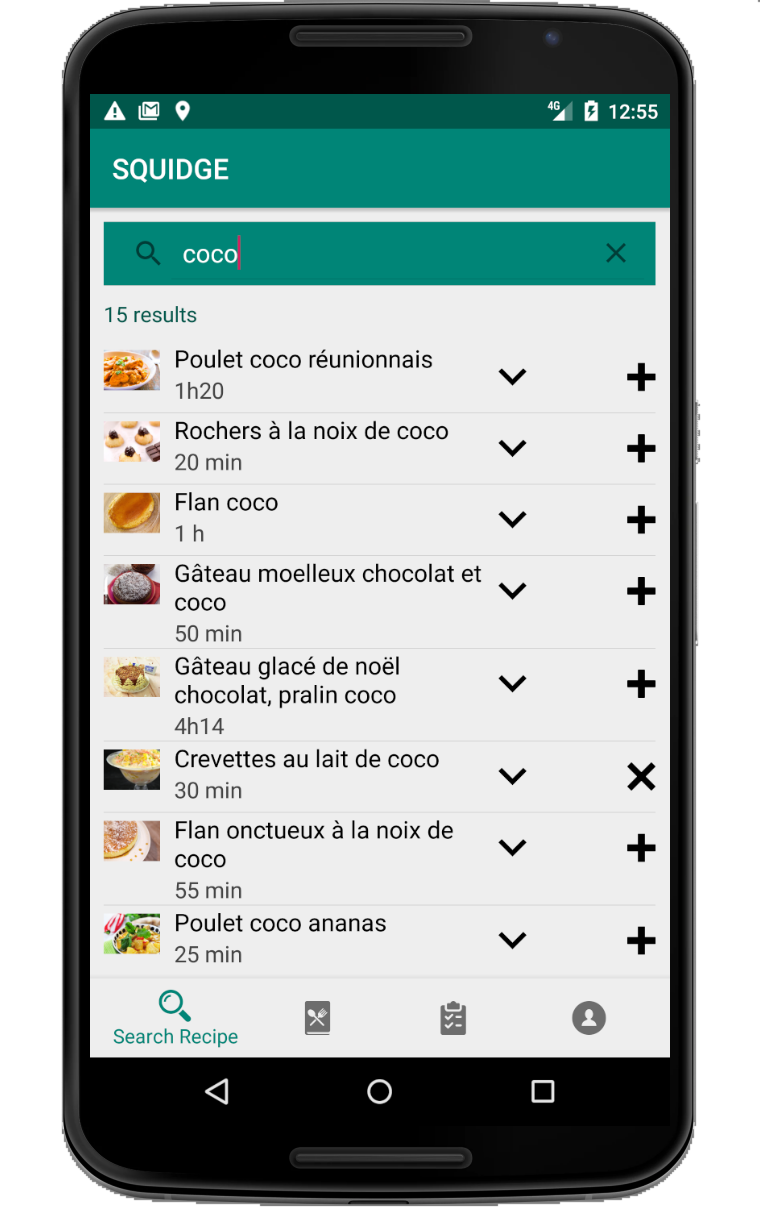 4G 12:55
SQUIDGE
coco
15 results
Poulet coco réunionnais
1h20
Rochers à la noix de coco
20 min
Flan coco
1 h
Gâteau moelleux chocolat et
coco
50 min
Gâteau glacé de noël
chocolat, pralin coco
4h14
Crevettes au lait de coco
30 min
Flan onctueux à la noix de
coco
55 min
Poulet coco ananas
25 min
Search Recipe